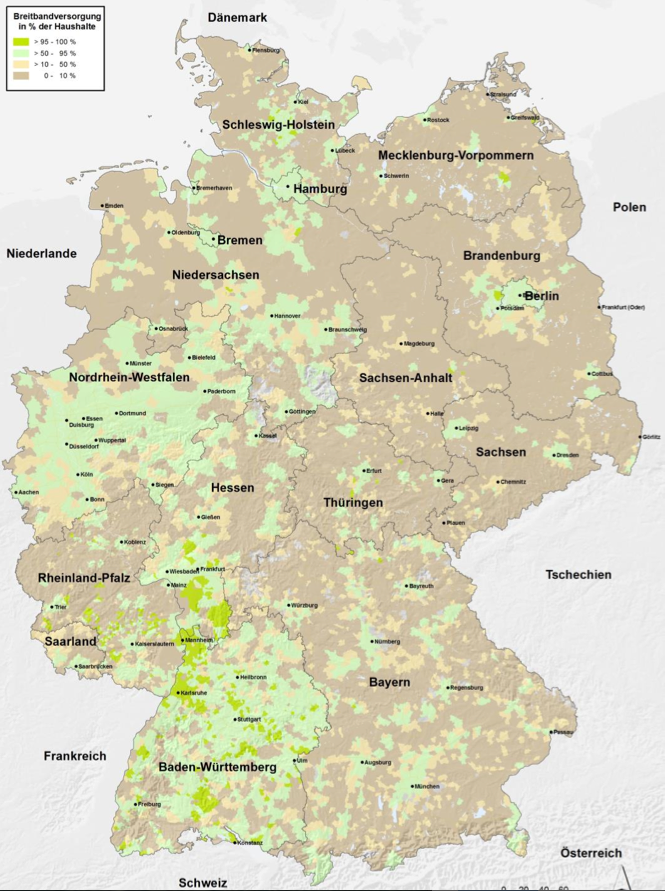 Breitbandversorgung
in % der Haushalte
> 95 - 100 %
> 50 - 95 %
> 10 - 50 %
0 - 10 %
Dänemark
Flensburg
Kiel
Stralsund
Schleswig-Holstein
Rostock
Greifswald
Lübeck
Mecklenburg-Vorpommern
Schwerin
Bremerhaven
Hamburg
Emden
Polen
Oldenburg
Bremen
Niederlande
Brandenburg
Niedersachsen
Berlin
Potsdam
Frankfurt (Oder)
Hannover
Osnabrück
Braunschweig
Magdeburg
Bielefeld
Münster
Nordrhein-Westfalen
Sachsen-Anhalt
Cottbus
Paderborn
Dortmund
Göttingen
Halle
Essen
Duisburg
Leipzig
Wuppertal
Kassel
Görlitz
Düsseldorf
Sachsen
Dresden
Köln
Erfurt
Siegen
Hessen
Gera
Chemnitz
Aachen
Bonn
Thüringen
Gießen
Plauen
Koblenz
Wiesbaden
Frankfurt
Rheinland-Pfalz
Tschechien
Mainz
Bayreuth
Trier
Würzburg
Saarland
Kaiserslautern
Mannheim
Nürnberg
Saarbrücken
Heilbronn
Bayern
Karlsruhe
Regensburg
Stuttgart
Passau
Frankreich
Ulm
Augsburg
Baden-Württemberg
München
Freiburg
Konstanz
Österreich
Schweiz